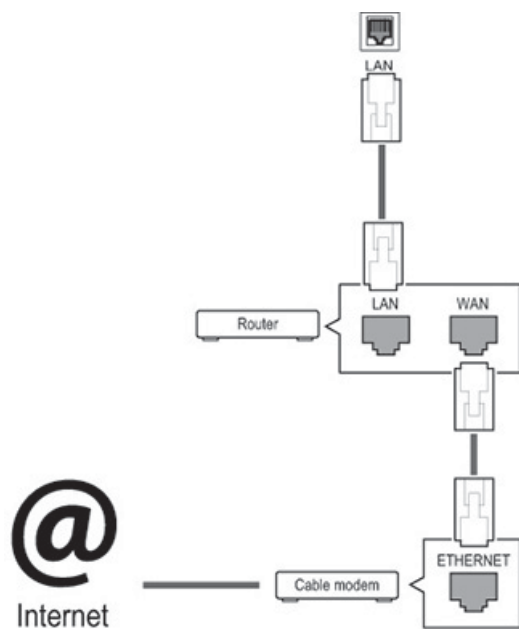 LAN
LAN
WAN
Router
ETHERNET
@
Cable modem
Internet